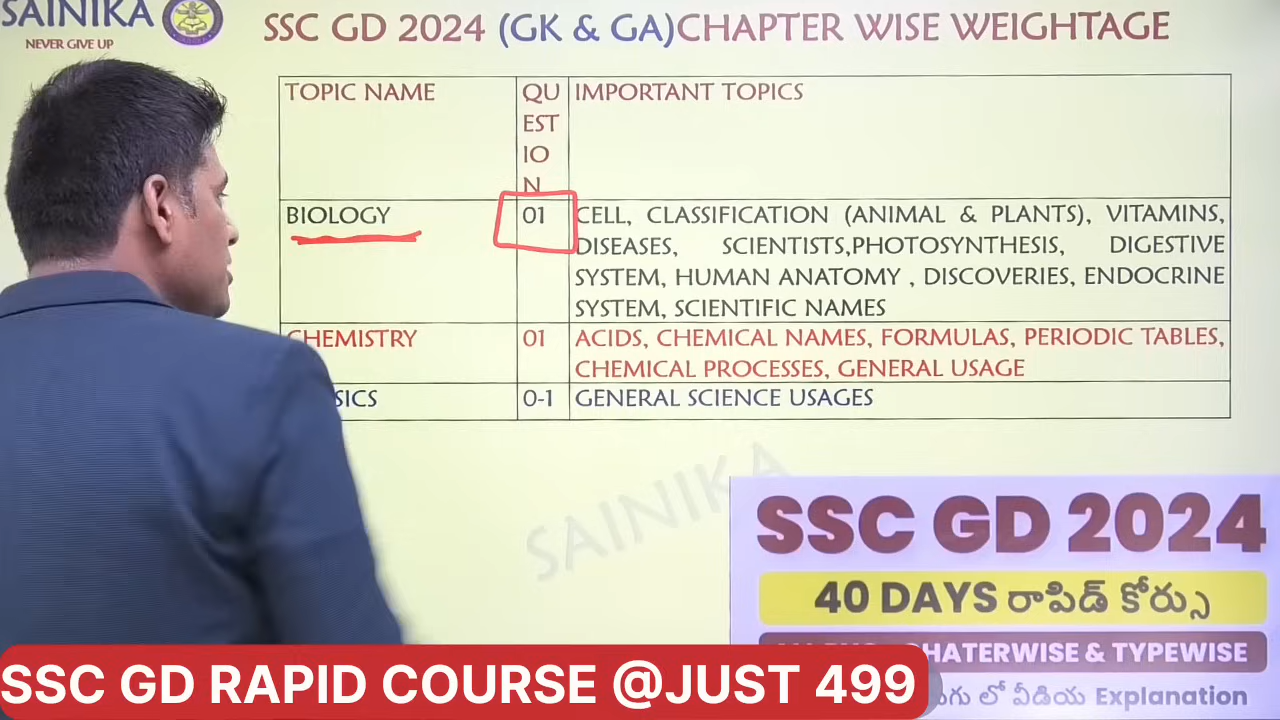 SAINIKA
NEVER GIVE UP
SSC GD 2024 (GK & GA)CHAPTER WISE WEIGHTAGE
TOPIC NAME
QU
EST
IO
N
IMPORTANT TOPICS
BIOLOGY
01
CELL, CLASSIFICATION (ANIMAL & PLANTS), VITAMINS,
DISEASES, SCIENTISTS,PHOTOSYNTHESIS, DIGESTIVE
SYSTEM, HUMAN ANATOMY , DISCOVERIES, ENDOCRINE
SYSTEM, SCIENTIFIC NAMES
CHEMISTRY
01
ACIDS, CHEMICAL NAMES, FORMULAS, PERIODIC TABLES,
CHEMICAL PROCESSES, GENERAL USAGE
SICS
0-1
GENERAL SCIENCE USAGES
SAINIKA
SSC GD 2024
40 DAYS రాపిడ్ కోర్సు
HATERWISE & TYPEWISE
SSC GD RAPID COURSE @JUST 499
లో వీడియ Explanation